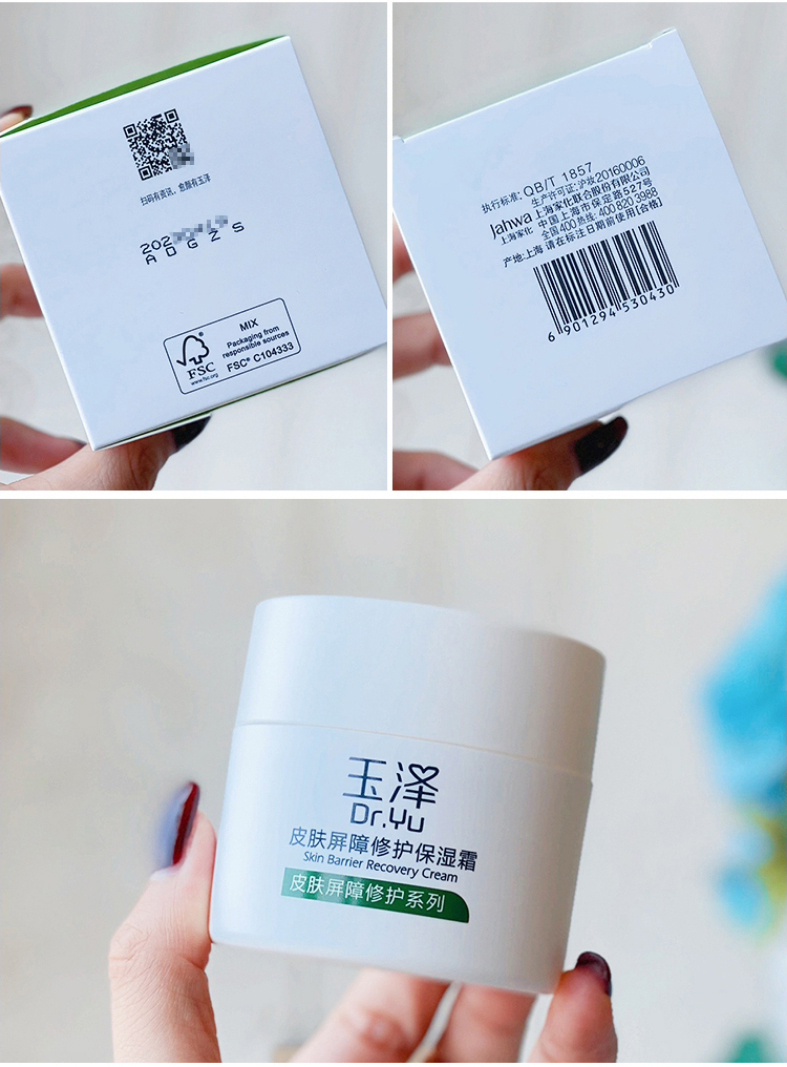 扫码有资讯,愈颜有玉泽
202
A D G Z S
FSC
www.fsc.org
MIX
Packaging from
responsible sources
FSC® C104333
执行标准: QB/T 1857
生产许可证: 沪妆20160006
Jahwa 上海家化联合股份有限公司
上海家化 中国上海市保定路527号
全国400热线: 400 820 3988
产地:上海 请在标注日期前使用[合格]
6 901294 530430
玉泽
Dr.Yu
皮肤屏障修护保湿霜
Skin Barrier Recovery Cream
皮肤屏障修护系列